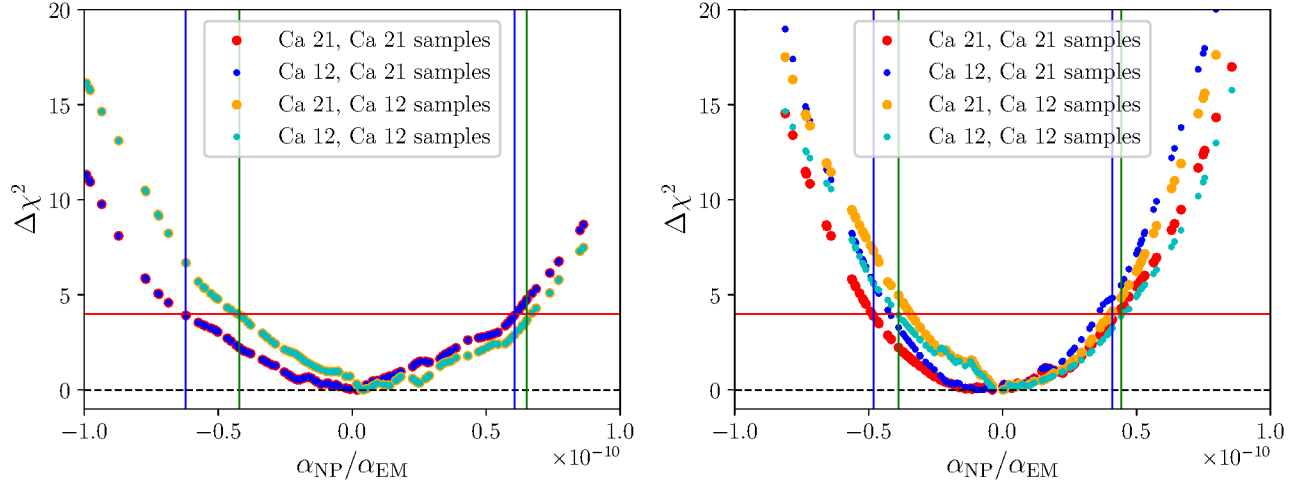 20
15
10
5
0
Δχ²
Ca 21, Ca 21 samples
Ca 12, Ca 21 samples
Ca 21, Ca 12 samples
Ca 12, Ca 12 samples
−1.0 −0.5 0.0 0.5 1.0
×10⁻¹⁰
α_NP/α_EM
20
15
10
5
0
Δχ²
Ca 21, Ca 21 samples
Ca 12, Ca 21 samples
Ca 21, Ca 12 samples
Ca 12, Ca 12 samples
−1.0 −0.5 0.0 0.5 1.0
×10⁻¹⁰
α_NP/α_EM